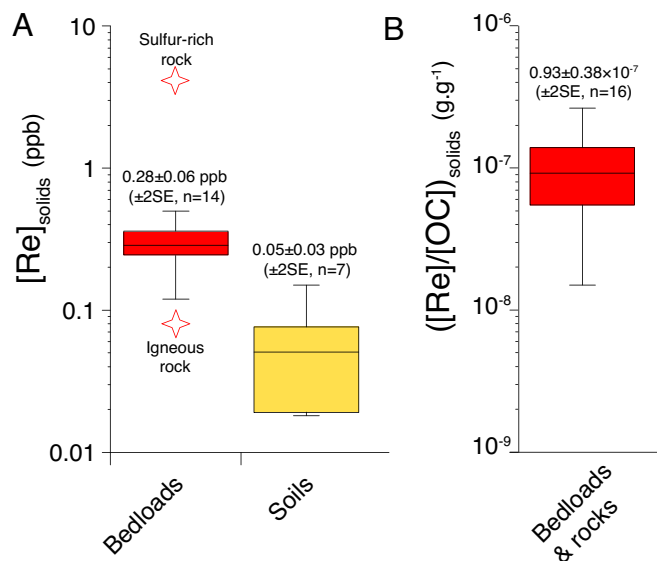 A
[Re]solids (ppb)
10
1
0.1
0.01
Sulfur-rich
rock
0.28±0.06 ppb
(±2SE, n=14)
Igneous
rock
0.05±0.03 ppb
(±2SE, n=7)
Bedloads
Soils
B
([Re]/[OC])solids (g.g⁻¹)
10⁻⁶
10⁻⁷
10⁻⁸
10⁻⁹
0.93±0.38×10⁻⁷
(±2SE, n=16)
Bedloads
& rocks